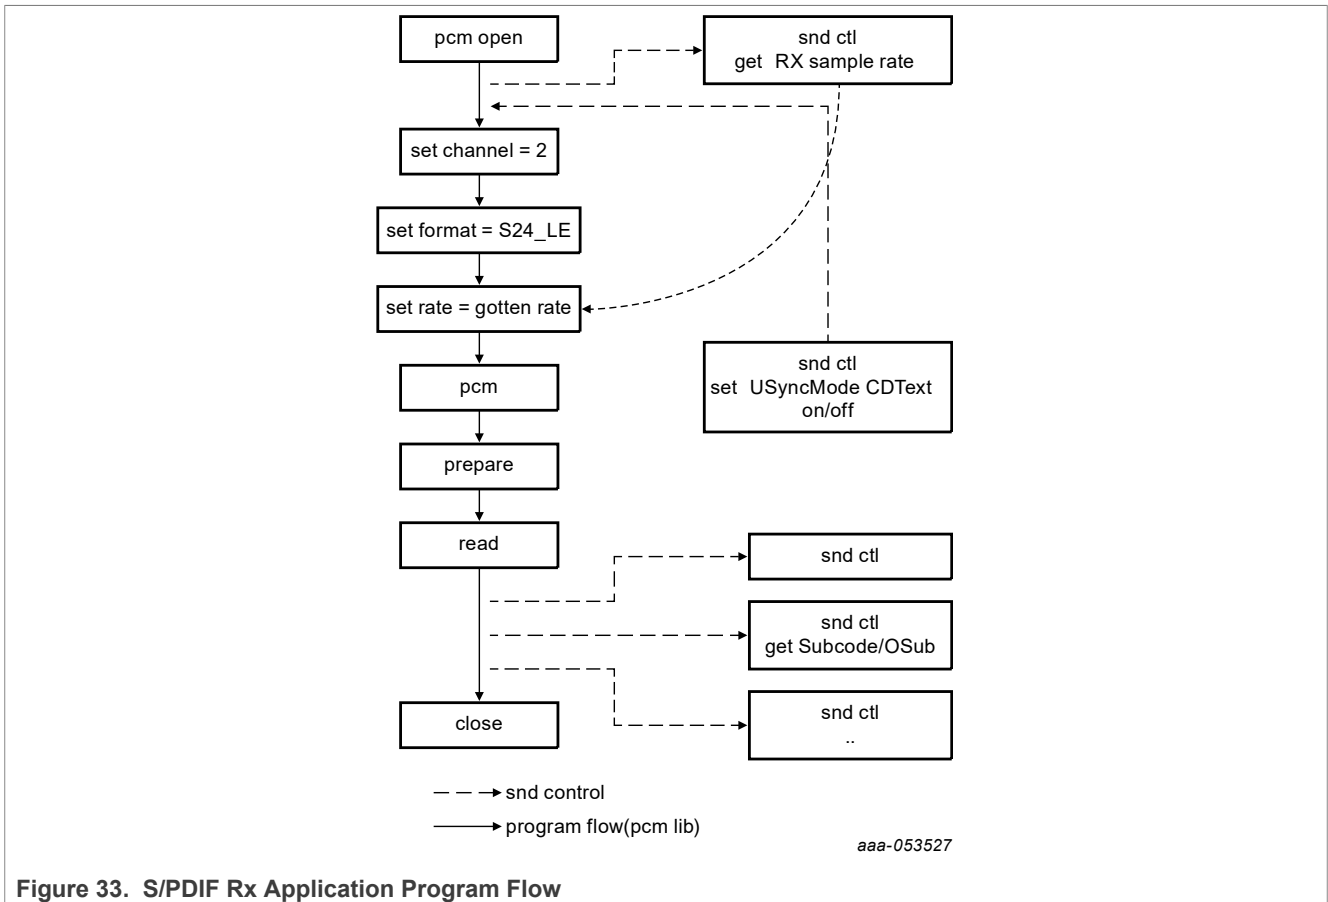 pcm open
snd ctl
get RX sample rate
set channel = 2
set format = S24_LE
set rate = gotten rate
snd ctl
set USyncMode CDText
on/off
pcm
prepare
read
snd ctl
snd ctl
get Subcode/OSub
snd ctl
..
close
snd control
program flow(pcm lib)
aaa-053527
Figure 33. S/PDIF Rx Application Program Flow